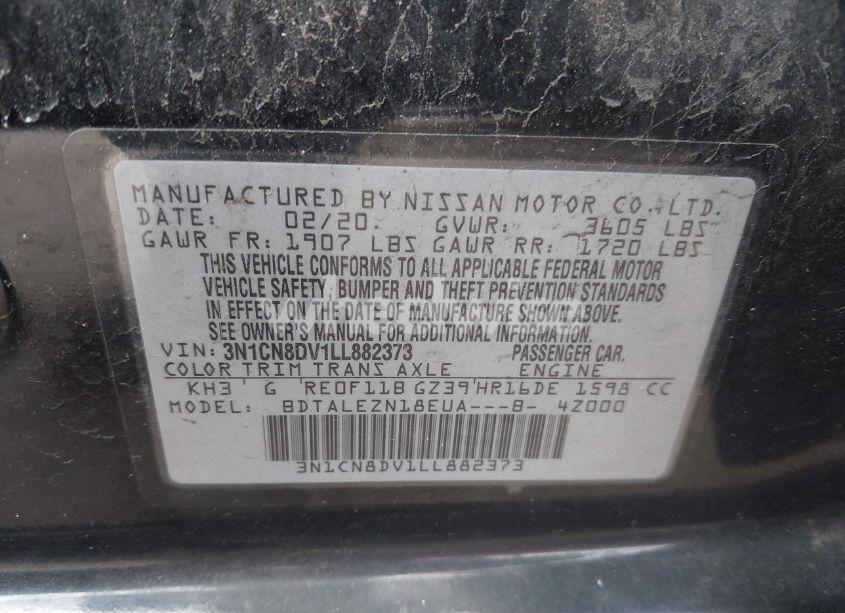 MANUFACTURED BY NISSAN MOTOR CO.,LTD.
DATE: 02/20. GVWR: 3605 LBS
GAWR FR: 1907 LBS GAWR RR: 1720 LBS
THIS VEHICLE CONFORMS TO ALL APPLICABLE FEDERAL MOTOR
VEHICLE SAFETY, BUMPER AND THEFT PREVENTION STANDARDS
IN EFFECT ON THE DATE OF MANUFACTURE SHOWN ABOVE.
SEE OWNER'S MANUAL FOR ADDITIONAL INFORMATION.
VIN: 3N1CN8DV1LL882373 PASSENGER CAR.
COLOR TRIM TRANS AXLE ENGINE
KH3 G RE0F11B GZ39 HR16DE 1598 CC
MODEL: BDTALEZN18EUA---B- 4Z000
3N1CN8DV1LL882373